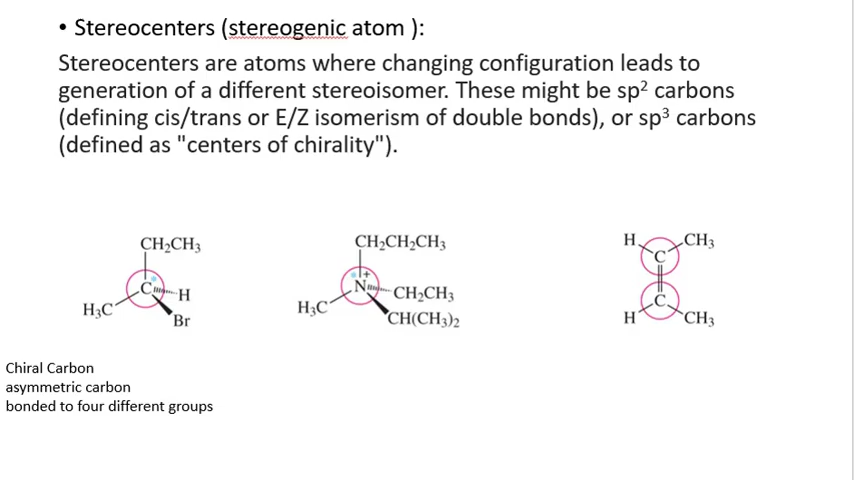 • Stereocenters (stereogenic atom ):
Stereocenters are atoms where changing configuration leads to
generation of a different stereoisomer. These might be sp² carbons
(defining cis/trans or E/Z isomerism of double bonds), or sp³ carbons
(defined as "centers of chirality").
CH₂CH₃
C*
H
H₃C
Br
CH₂CH₂CH₃
*N+
CH₂CH₃
H₃C
CH(CH₃)₂
H
CH₃
C
C
H
CH₃
Chiral Carbon
asymmetric carbon
bonded to four different groups